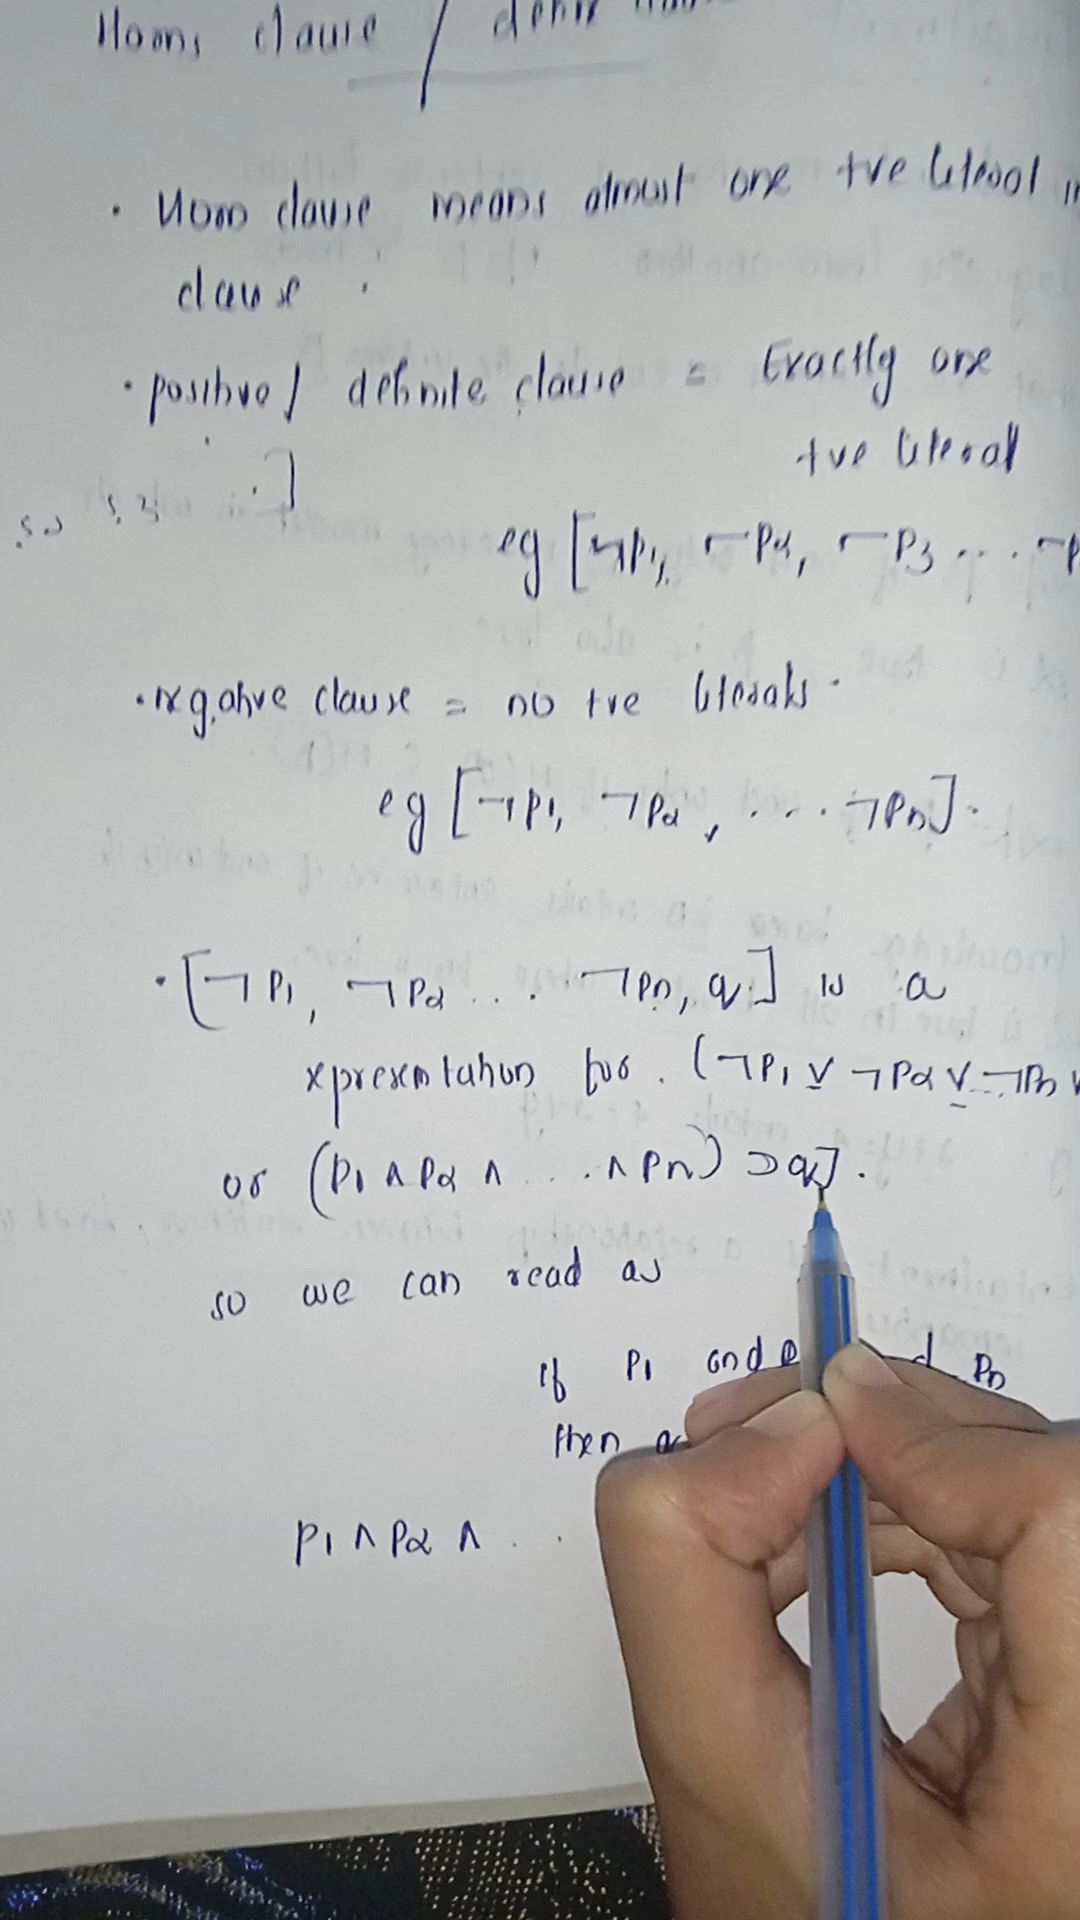 Horns clause /
• Horn clause means almost one +ve literal in
clause .
• positive / definite clause = Exactly one
+ve literal
eg [¬P1, ¬P2, ¬P3 ... ¬P
• negative clause = no +ve literals .
eg [¬P1, ¬P2, .... ¬Pn] .
• [¬P1, ¬P2 ... ¬Pn, q] is a
representation for . (¬P1 ∨ ¬P2 ∨ ... ¬Pn ∨
or (P1 ∧ P2 ∧ ... ∧ Pn) ⊃ q] .
so we can read as
If P1 and Pn
then
P1 ∧ P2 ∧ . .